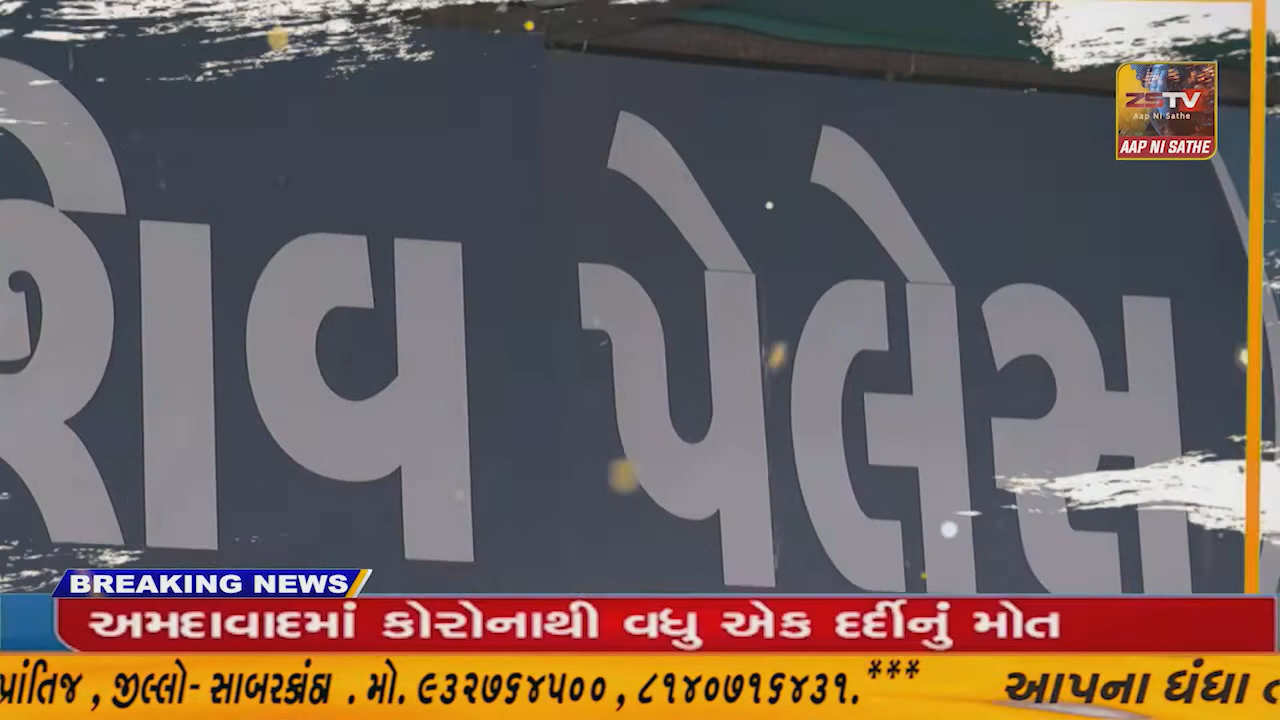 શિવ પેલેસ
ZSTV
Aap Ni Sathe
AAP NI SATHE
BREAKING NEWS
અમદાવાદમાં કોરોનાથી વધુ એક દર્દીનું મોત
પ્રાંતિજ , જીલ્લો- સાબરકાંઠા . મો. ૯૩૨૭૬૪૫૦૦ , ૮૧૪૦૭૧૬૪૩૧.*** આપના ધંધા